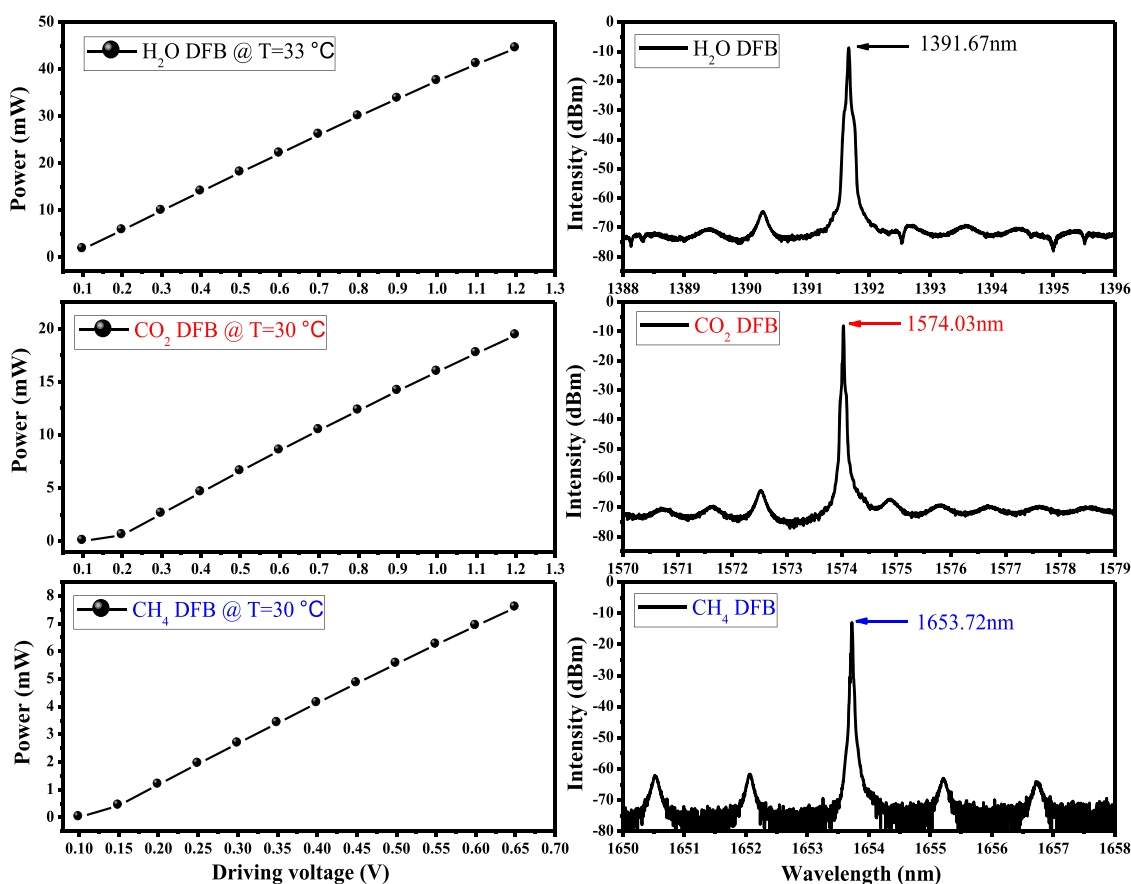 H₂O DFB @ T=33 °C
Power (mW)
50
40
30
20
10
0
0.1 0.2 0.3 0.4 0.5 0.6 0.7 0.8 0.9 1.0 1.1 1.2 1.3
H₂O DFB
1391.67nm
Intensity (dBm)
0
-10
-20
-30
-40
-50
-60
-70
-80
1388 1389 1390 1391 1392 1393 1394 1395 1396
CO₂ DFB @ T=30 °C
Power (mW)
20
15
10
5
0
0.1 0.2 0.3 0.4 0.5 0.6 0.7 0.8 0.9 1.0 1.1 1.2 1.3
CO₂ DFB
1574.03nm
Intensity (dBm)
0
-10
-20
-30
-40
-50
-60
-70
-80
1570 1571 1572 1573 1574 1575 1576 1577 1578 1579
CH₄ DFB @ T=30 °C
Power (mW)
8
7
6
5
4
3
2
1
0
0.10 0.15 0.20 0.25 0.30 0.35 0.40 0.45 0.50 0.55 0.60 0.65 0.70
Driving voltage (V)
CH₄ DFB
1653.72nm
Intensity (dBm)
0
-10
-20
-30
-40
-50
-60
-70
-80
1650 1651 1652 1653 1654 1655 1656 1657 1658
Wavelength (nm)